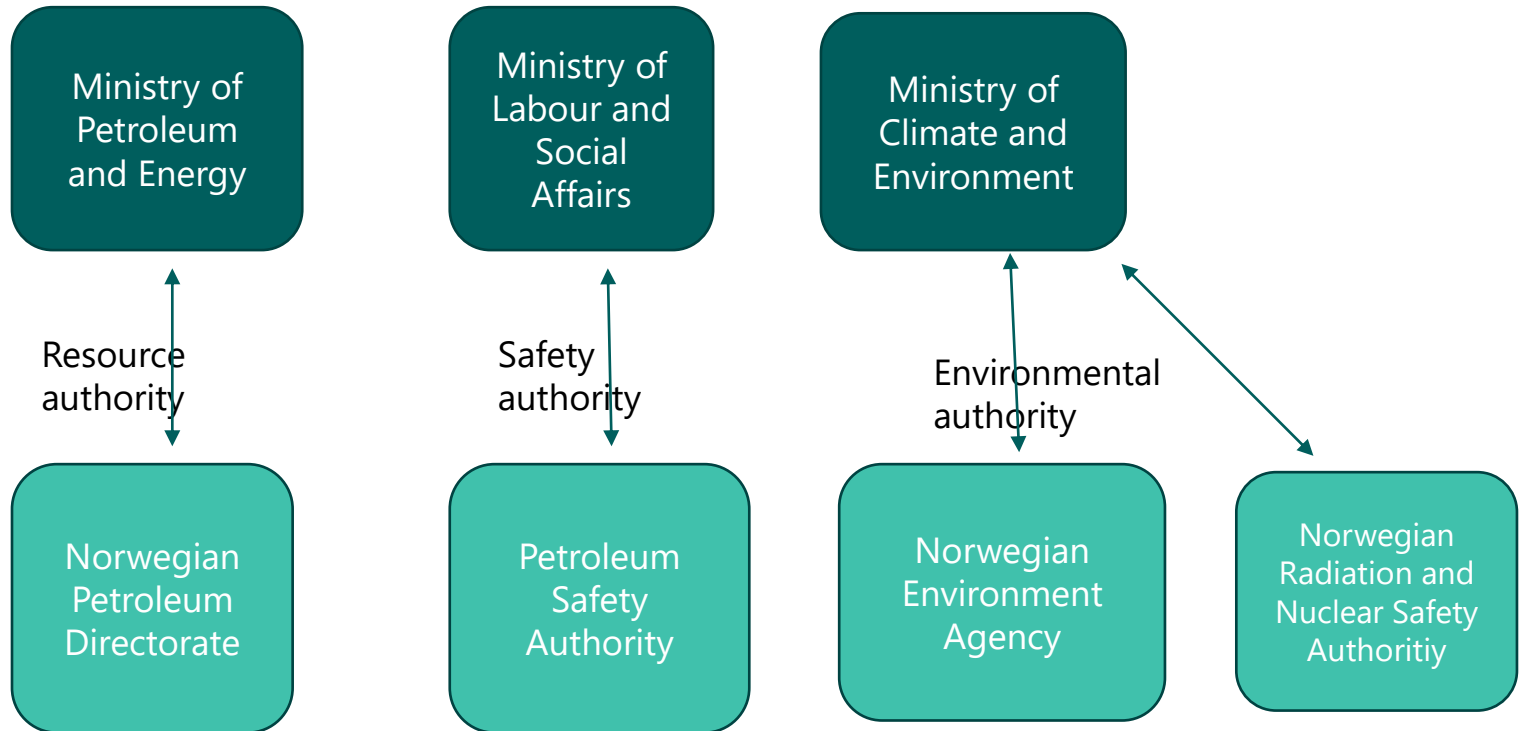 Ministry of
Petroleum
and Energy
Ministry of
Labour and
Social
Affairs
Ministry of
Climate and
Environment
Resource
authority
Safety
authority
Environmental
authority
Norwegian
Petroleum
Directorate
Petroleum
Safety
Authority
Norwegian
Environment
Agency
Norwegian
Radiation and
Nuclear Safety
Authoritiy